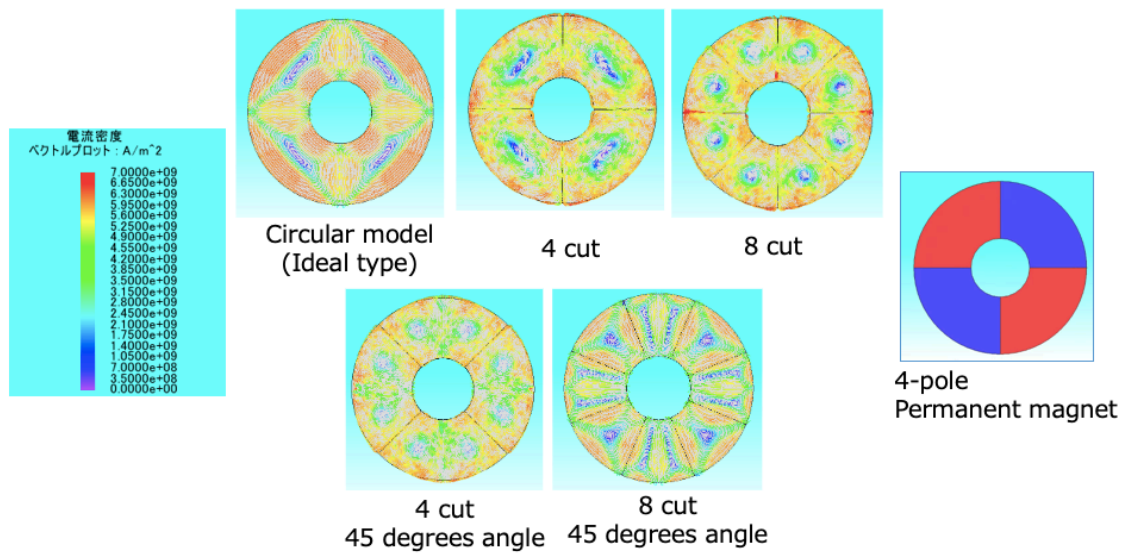 電流密度
ベクトルプロット : A/m^2
7.0000e+09
6.6500e+09
6.3000e+09
5.9500e+09
5.6000e+09
5.2500e+09
4.9000e+09
4.5500e+09
4.2000e+09
3.8500e+09
3.5000e+09
3.1500e+09
2.8000e+09
2.4500e+09
2.1000e+09
1.7500e+09
1.4000e+09
1.0500e+09
7.0000e+08
3.5000e+08
0.0000e+00
Circular model
(Ideal type)
4 cut
8 cut
4 cut
45 degrees angle
8 cut
45 degrees angle
4-pole
Permanent magnet